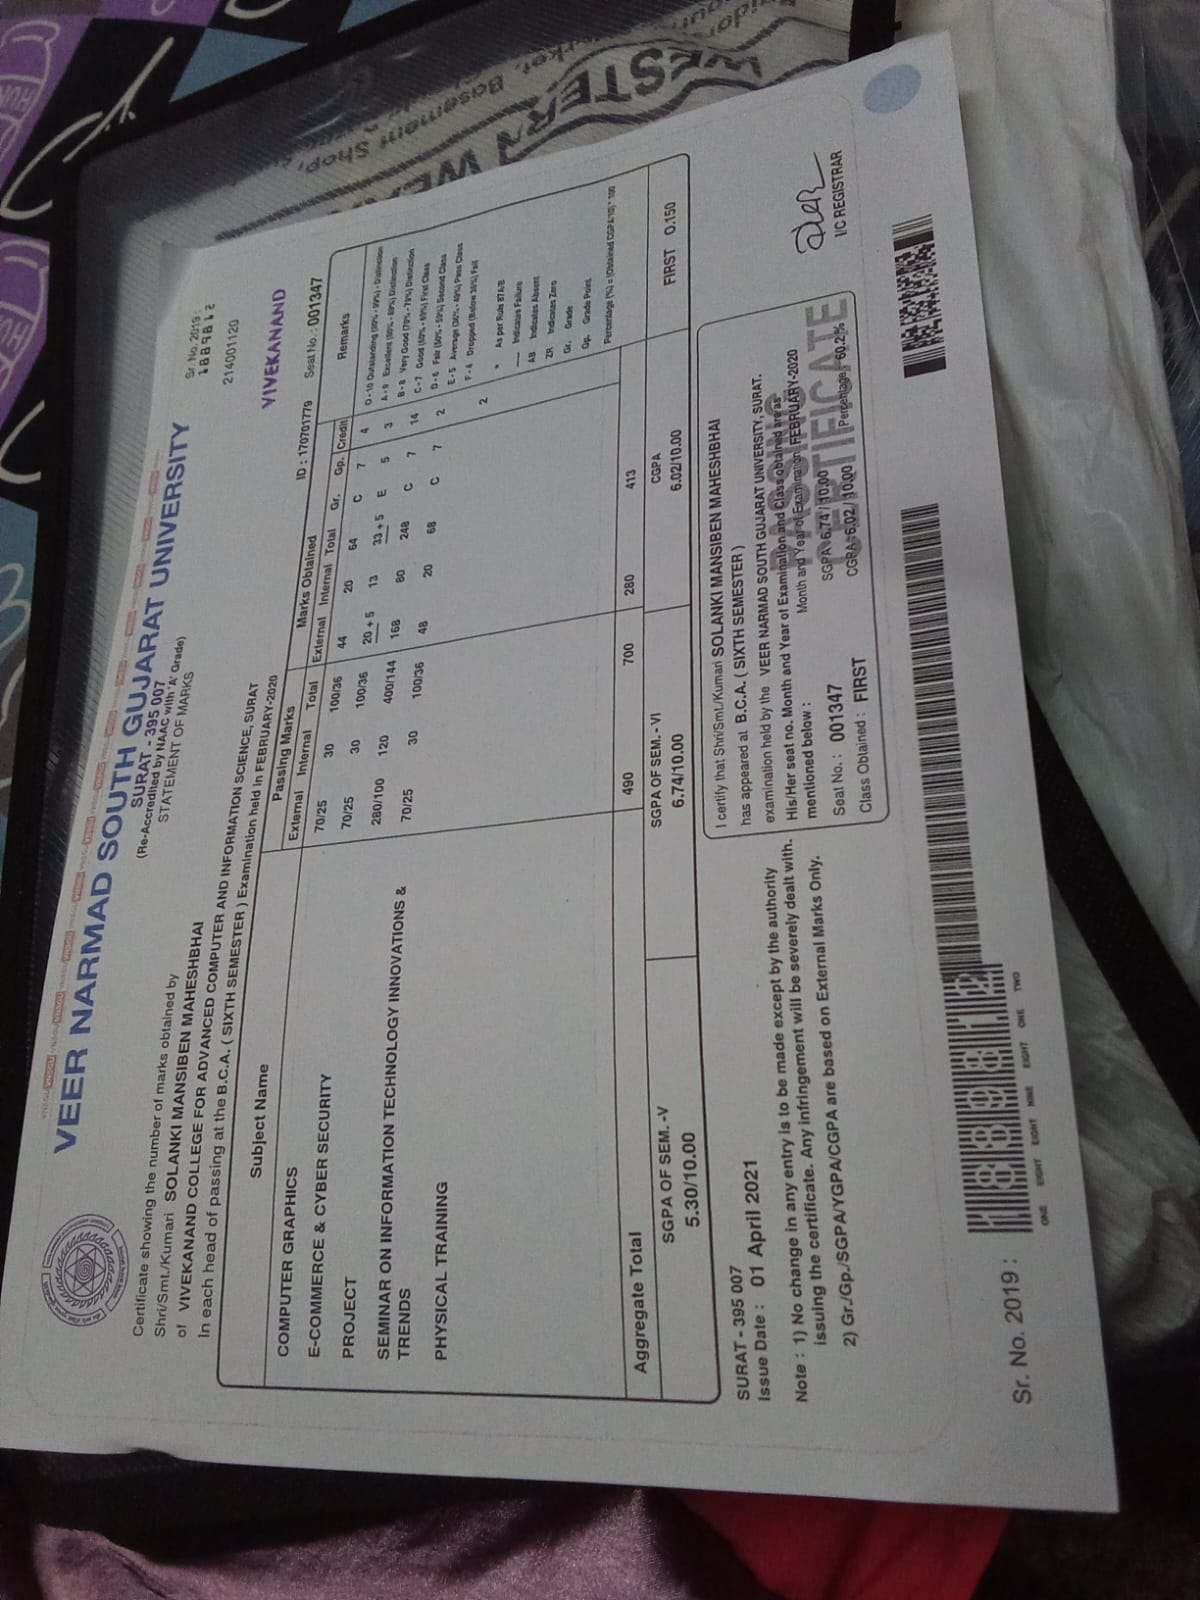 VEER NARMAD SOUTH GUJARAT UNIVERSITY
SURAT - 395 007
(Re-Accredited by NAAC with 'A' Grade)
STATEMENT OF MARKS
Sr. No. 2019 :
1889812
214001120
VIVEKANAND
Certificate showing the number of marks obtained by
Shri/Smt./Kumari SOLANKI MANSIBEN MAHESHBHAI
of VIVEKANAND COLLEGE FOR ADVANCED COMPUTER AND INFORMATION SCIENCE, SURAT
In each head of passing at the B.C.A. ( SIXTH SEMESTER ) Examination held in FEBRUARY-2020
ID : 170701779 Seat No. : 001347
Subject Name Passing Marks Marks Obtained Remarks
External Internal Total External Internal Total Gr. Gp. Credit
COMPUTER GRAPHICS 70/25 30 100/36 44 20 64 C 7 4
E-COMMERCE & CYBER SECURITY 70/25 30 100/36 20 + 5 13 33 + 5 E 5 3
PROJECT 280/100 120 400/144 168 80 248 C 7 14
SEMINAR ON INFORMATION TECHNOLOGY INNOVATIONS & TRENDS 70/25 30 100/36 48 20 68 C 7 2
PHYSICAL TRAINING 2
O - 10 Outstanding (90% - 99%) - Distinction
A - 9 Excellent (80% - 89%) Distinction
B - 8 Very Good (70% - 79%) Distinction
C - 7 Good (60% - 69%) First Class
D - 6 Fair (50% - 59%) Second Class
E - 5 Average (36% - 49%) Pass Class
F - 4 Dropped (Below 36%) Fail
* As per Rule 87A/B
___ Indicates Failure
AB Indicates Absent
ZR Indicates Zero
Gr. Grade
Gp. Grade Point
Percentage (%) = (Obtained CGPA/10) * 100
Aggregate Total 490 700 280 413
SGPA OF SEM. -V SGPA OF SEM. - VI CGPA
5.30/10.00 6.74/10.00 6.02/10.00 FIRST O.150
SURAT - 395 007
Issue Date : 01 April 2021
Note : 1) No change in any entry is to be made except by the authority
issuing the certificate. Any infringement will be severely dealt with.
2) Gr./Gp./SGPA/YGPA/CGPA are based on External Marks Only.
I certify that Shri/Smt./Kumari SOLANKI MANSIBEN MAHESHBHAI
has appeared at B.C.A. ( SIXTH SEMESTER )
examination held by the VEER NARMAD SOUTH GUJARAT UNIVERSITY, SURAT.
His/Her seat no. Month and Year of Examination and Class obtained are as
mentioned below : Month and Year of Examination FEBRUARY-2020
Seat No. : 001347 SGPA : 6.74 / 10.00
Class Obtained : FIRST CGPA : 6.02 / 10.00 Percentage : 60.2 %
PASSING
CERTIFICATE
I/C REGISTRAR
Sr. No. 2019 : 1889812
ONE EIGHT EIGHT NINE EIGHT ONE TWO
WESTERN